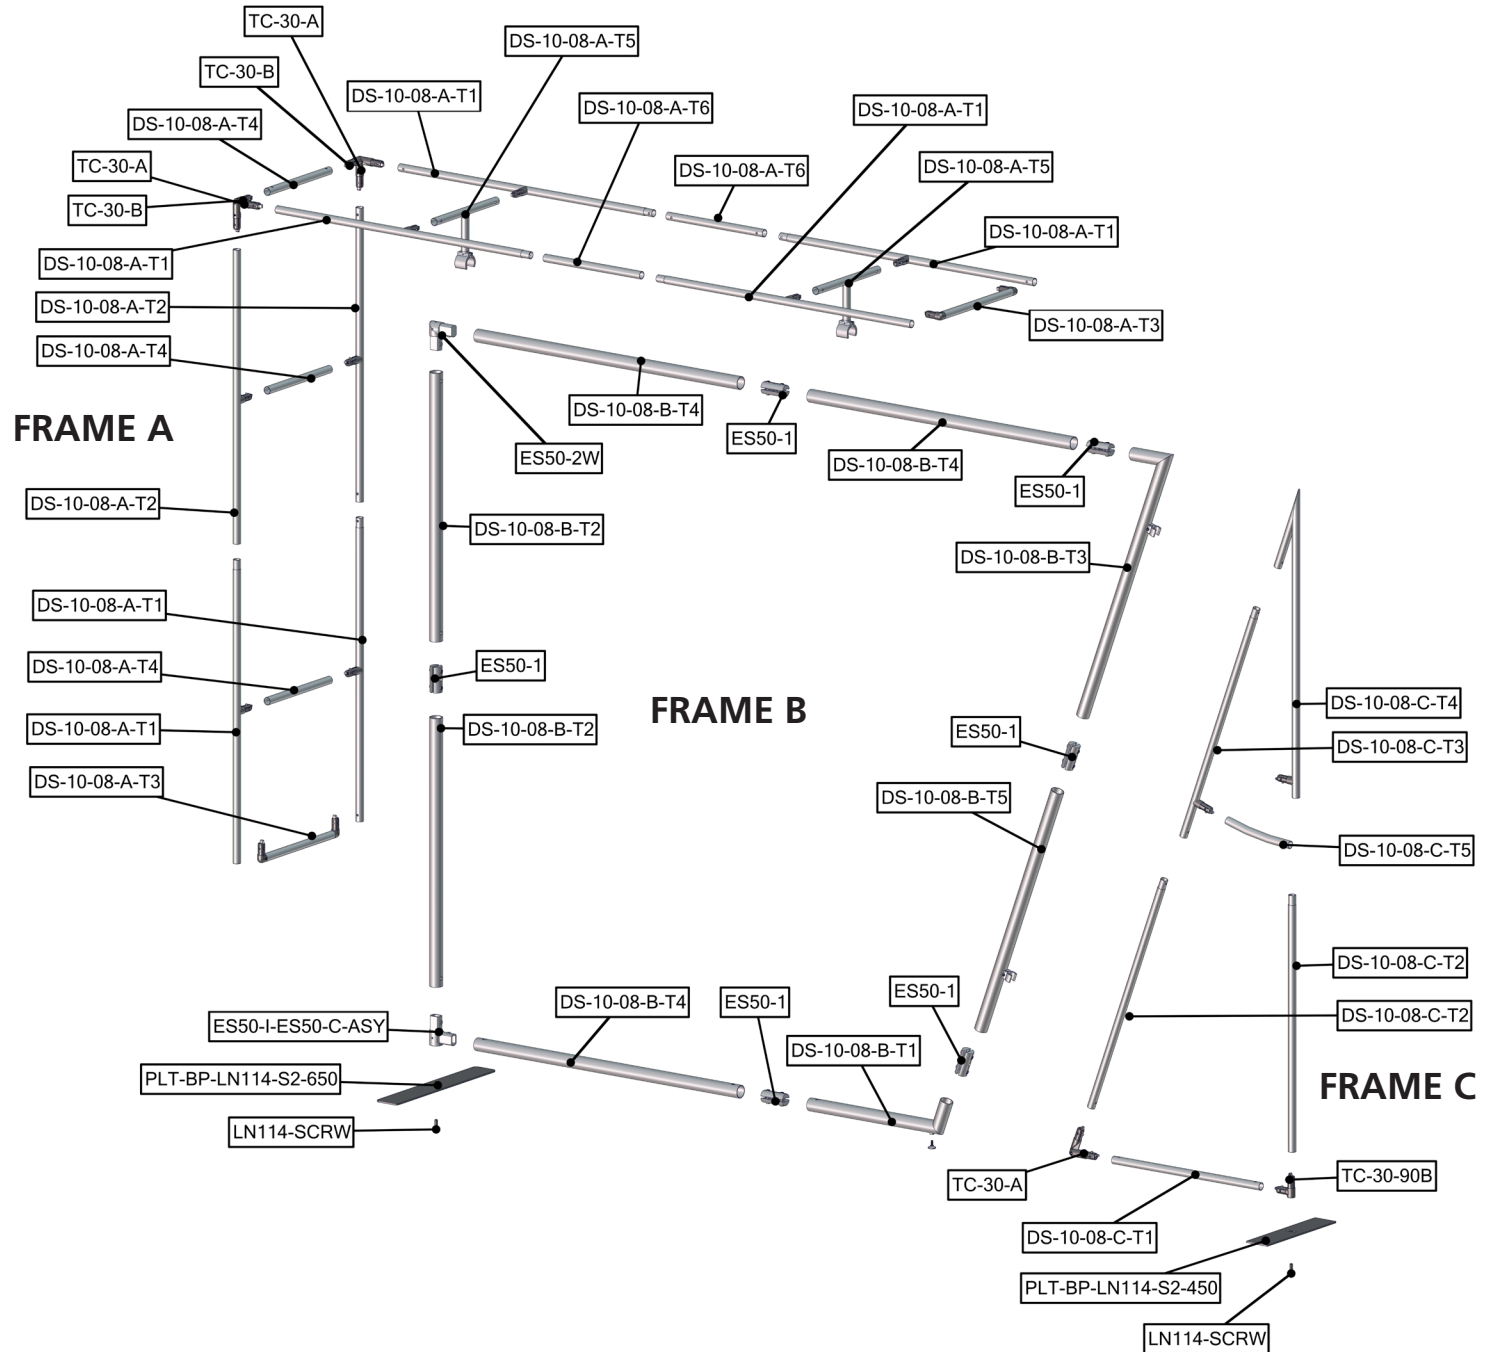 TC-30-A
DS-10-08-A-T5
TC-30-B
DS-10-08-A-T1
DS-10-08-A-T6
DS-10-08-A-T1
DS-10-08-A-T4
TC-30-A
DS-10-08-A-T6
DS-10-08-A-T5
TC-30-B
DS-10-08-A-T1
DS-10-08-A-T1
DS-10-08-A-T2
DS-10-08-A-T3
DS-10-08-A-T4
FRAME A
DS-10-08-B-T4
ES50-1
ES50-2W
DS-10-08-B-T4
ES50-1
DS-10-08-A-T2
DS-10-08-B-T2
DS-10-08-B-T3
DS-10-08-A-T1
DS-10-08-A-T4
ES50-1
FRAME B
DS-10-08-C-T4
DS-10-08-A-T1
DS-10-08-B-T2
ES50-1
DS-10-08-C-T3
DS-10-08-A-T3
DS-10-08-B-T5
DS-10-08-C-T5
DS-10-08-C-T2
ES50-1
DS-10-08-B-T4
ES50-1
DS-10-08-C-T2
ES50-I-ES50-C-ASY
DS-10-08-B-T1
PLT-BP-LN114-S2-650
FRAME C
LN114-SCRW
TC-30-A
TC-30-90B
DS-10-08-C-T1
PLT-BP-LN114-S2-450
LN114-SCRW